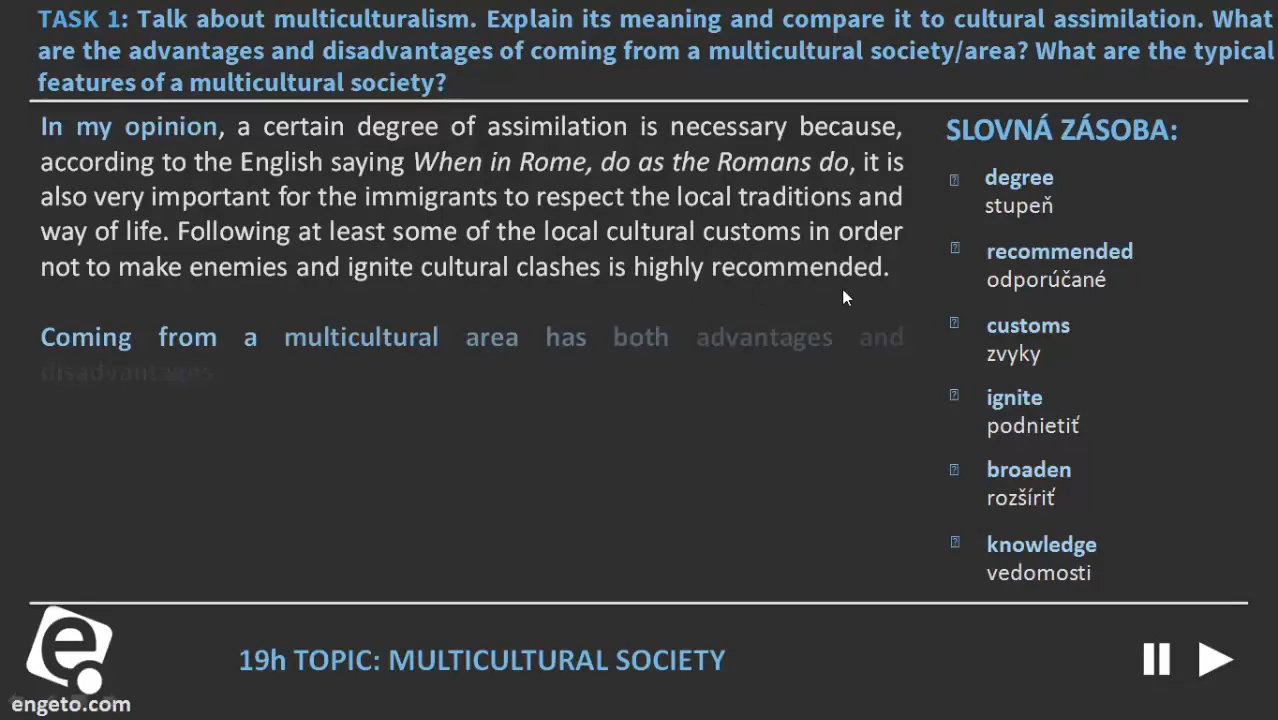 TASK 1: Talk about multiculturalism. Explain its meaning and compare it to cultural assimilation. What
are the advantages and disadvantages of coming from a multicultural society/area? What are the typical
features of a multicultural society?
In my opinion, a certain degree of assimilation is necessary because,
according to the English saying When in Rome, do as the Romans do, it is
also very important for the immigrants to respect the local traditions and
way of life. Following at least some of the local cultural customs in order
not to make enemies and ignite cultural clashes is highly recommended.
Coming from a multicultural area has both advantages and
disadvantages
SLOVNÁ ZÁSOBA:
degree
stupeň
recommended
odporúčané
customs
zvyky
ignite
podnietiť
broaden
rozšíriť
knowledge
vedomosti
e
engeto.com
19h TOPIC: MULTICULTURAL SOCIETY